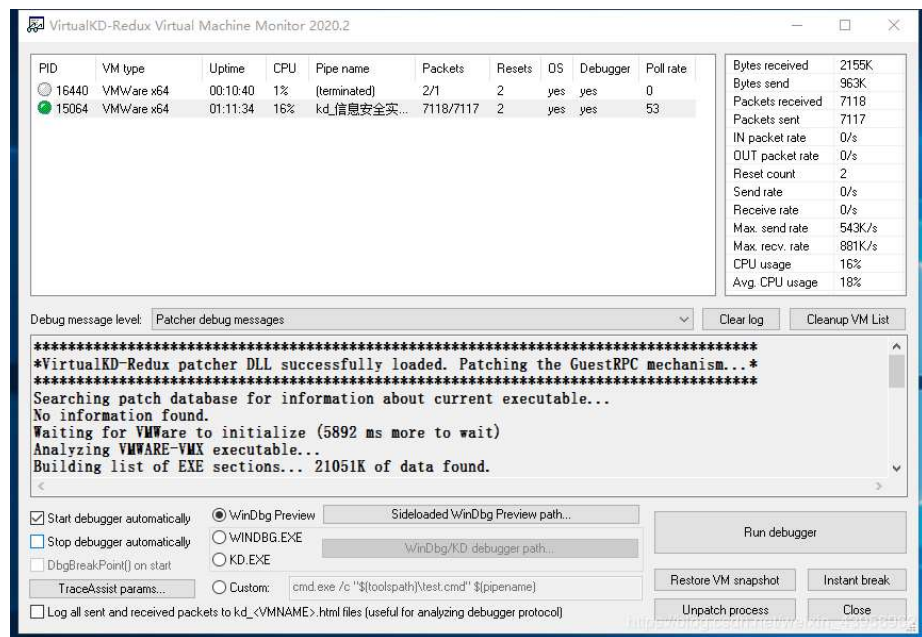 VirtualKD-Redux Virtual Machine Monitor 2020.2
PID VM type Uptime CPU Pipe name Packets Resets OS Debugger Poll rate
16440 VMWare x64 00:10:40 1% (terminated) 2/1 2 yes yes 0
15064 VMWare x64 01:11:34 16% kd_信息安全实... 7118/7117 2 yes yes 53
Bytes received 2155K
Bytes send 963K
Packets received 7118
Packets sent 7117
IN packet rate 0/s
OUT packet rate 0/s
Reset count 2
Send rate 0/s
Receive rate 0/s
Max. send rate 543K/s
Max. recv. rate 881K/s
CPU usage 16%
Avg. CPU usage 18%
Debug message level: Patcher debug messages Clear log Cleanup VM List
***********************************************************************************
*VirtualKD-Redux patcher DLL successfully loaded. Patching the GuestRPC mechanism...*
***********************************************************************************
Searching patch database for information about current executable...
No information found.
Waiting for VMWare to initialize (5892 ms more to wait)
Analyzing VMWARE-VMX executable...
Building list of EXE sections... 21051K of data found.
Start debugger automatically WinDbg Preview Sideloaded WinDbg Preview path... Run debugger
Stop debugger automatically WINDBG.EXE WinDbg/KD debugger path...
DbgBreakPoint() on start KD.EXE
TraceAssist params... Custom: cmd.exe /c "$(toolspath)\test.cmd" $(pipename) Restore VM snapshot Instant break
Log all sent and received packets to kd_<VMNAME>.html files (useful for analyzing debugger protocol) Unpatch process Close